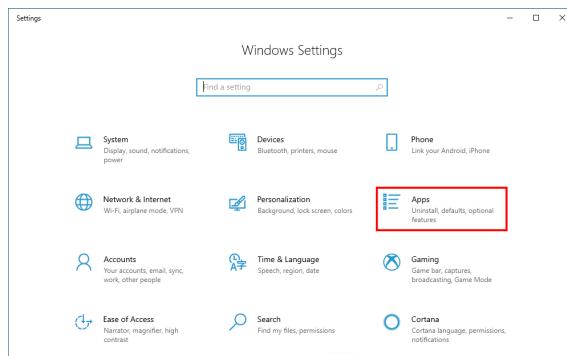 Settings
Windows Settings
Find a setting
System
Display, sound, notifications,
power
Devices
Bluetooth, printers, mouse
Phone
Link your Android, iPhone
Network & Internet
Wi-Fi, airplane mode, VPN
Personalization
Background, lock screen, colors
Apps
Uninstall, defaults, optional
features
Accounts
Your accounts, email, sync,
work, other people
Time & Language
Speech, region, date
Gaming
Game bar, captures,
broadcasting, Game Mode
Ease of Access
Narrator, magnifier, high
contrast
Search
Find my files, permissions
Cortana
Cortana language, permissions,
notifications